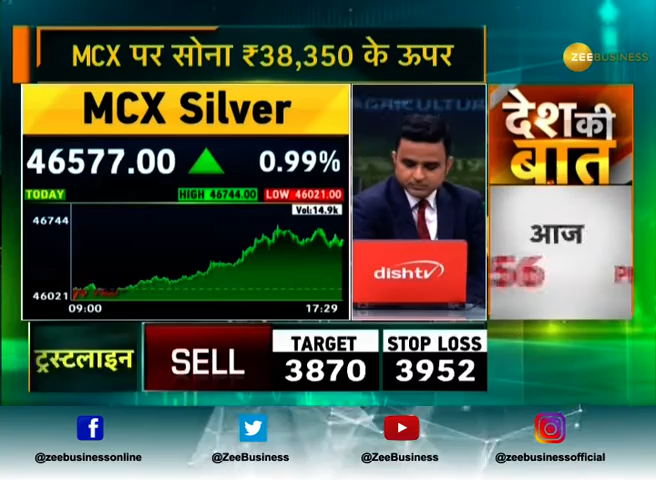 MCX पर सोना ₹38,350 के ऊपर
ZEEBUSINESS
MCX Silver
46577.00 0.99%
TODAY HIGH 46744.00 LOW 46021.00
Vol:14.9k
46744
46021
09:00 17:29
dishtv
देश की
बात
आज
56
ट्रस्टलाइन
SELL
TARGET
3870
STOP LOSS
3952
@zeebusinessonline
@ZeeBusiness
@ZeeBusiness
@zeebusinessofficial